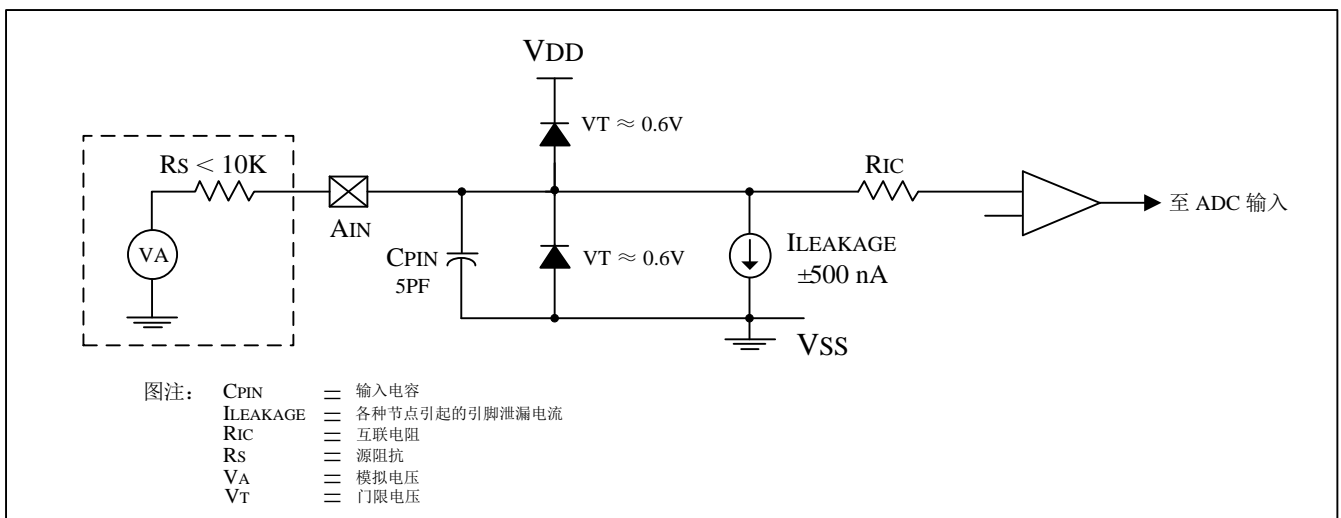 VDD
VT ≈ 0.6V
RS < 10K
RIC
AIN
至 ADC 输入
VA
CPIN
5PF
VT ≈ 0.6V
ILEAKAGE
±500 nA
VSS
图注： CPIN = 输入电容
ILEAKAGE = 各种节点引起的引脚泄漏电流
RIC = 互联电阻
RS = 源阻抗
VA = 模拟电压
VT = 门限电压